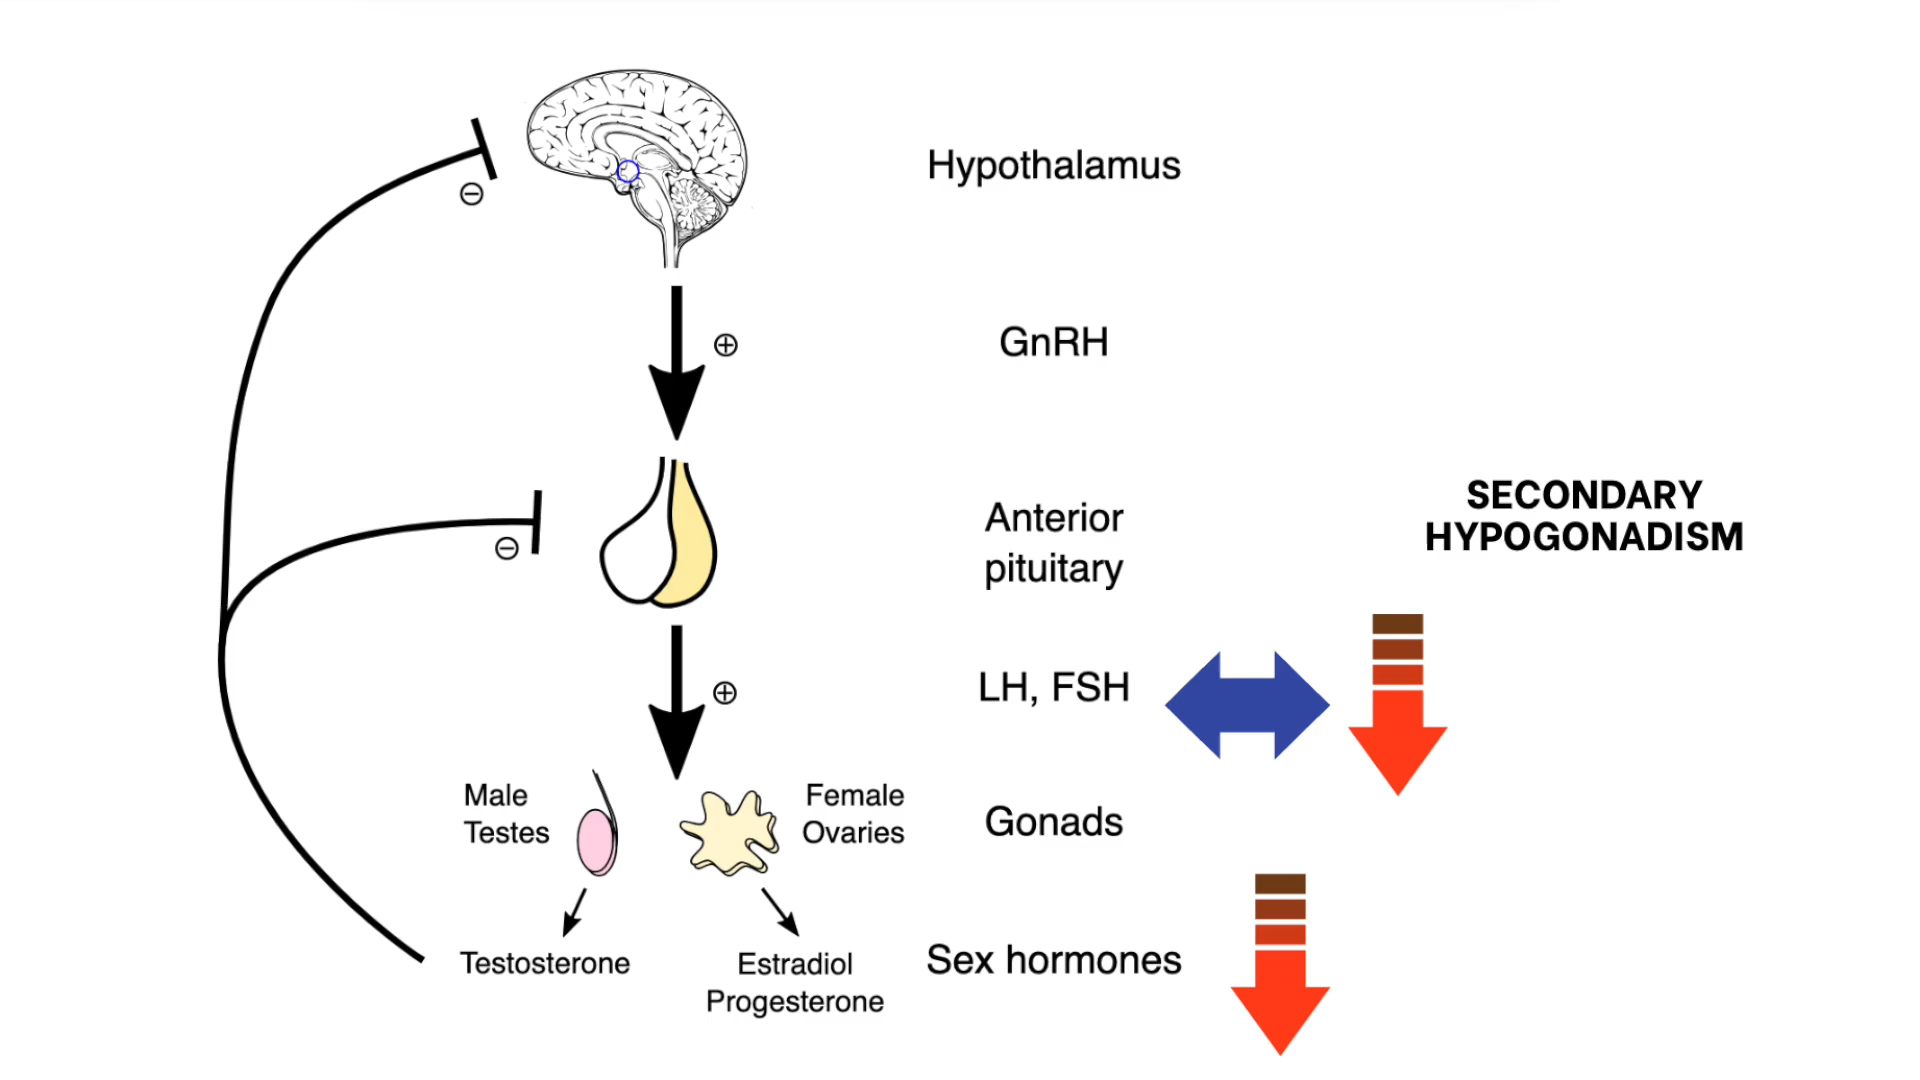 Hypothalamus
⊖
GnRH
⊕
Anterior
pituitary
⊖
SECONDARY
HYPOGONADISM
LH, FSH
⊕
Male
Testes
Female
Ovaries
Gonads
Testosterone
Estradiol
Progesterone
Sex hormones